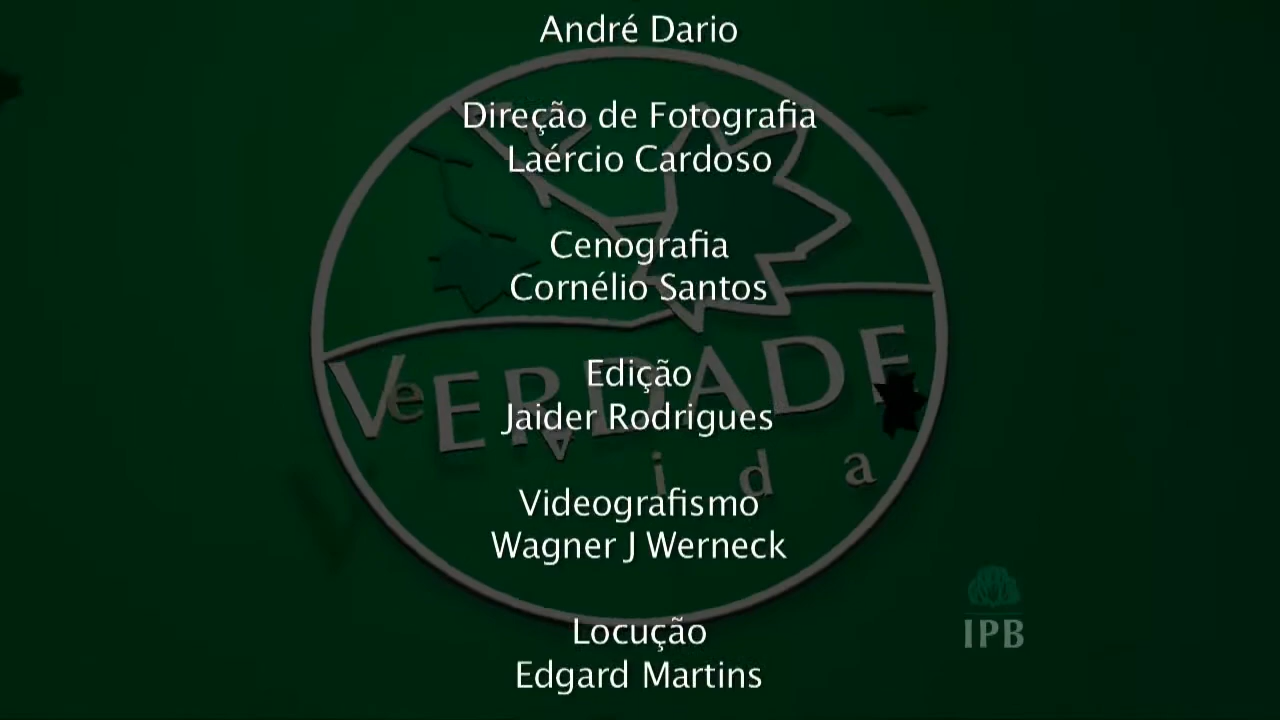 André Dario
Direção de Fotografia
Laércio Cardoso
Cenografia
Cornélio Santos
Edição
Jaider Rodrigues
Videografismo
Wagner J Werneck
Locução
Edgard Martins
VERDADE
e
V i d a
IPB